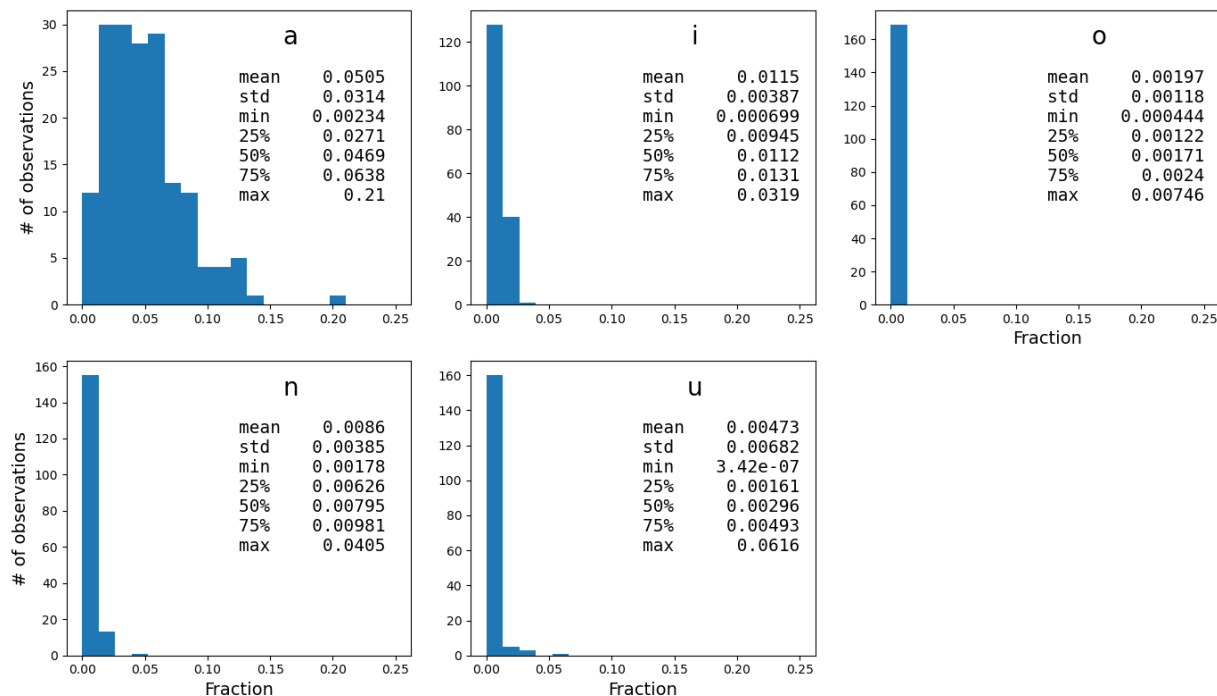 a
30
25
20
15
10
5
0
# of observations
mean 0.0505
std 0.0314
min 0.00234
25% 0.0271
50% 0.0469
75% 0.0638
max 0.21
0.00 0.05 0.10 0.15 0.20 0.25
i
120
100
80
60
40
20
0
mean 0.0115
std 0.00387
min 0.000699
25% 0.00945
50% 0.0112
75% 0.0131
max 0.0319
0.00 0.05 0.10 0.15 0.20 0.25
o
160
140
120
100
80
60
40
20
0
mean 0.00197
std 0.00118
min 0.000444
25% 0.00122
50% 0.00171
75% 0.0024
max 0.00746
0.00 0.05 0.10 0.15 0.20 0.25
Fraction
n
160
140
120
100
80
60
40
20
0
# of observations
mean 0.0086
std 0.00385
min 0.00178
25% 0.00626
50% 0.00795
75% 0.00981
max 0.0405
0.00 0.05 0.10 0.15 0.20 0.25
Fraction
u
160
140
120
100
80
60
40
20
0
mean 0.00473
std 0.00682
min 3.42e-07
25% 0.00161
50% 0.00296
75% 0.00493
max 0.0616
0.00 0.05 0.10 0.15 0.20 0.25
Fraction